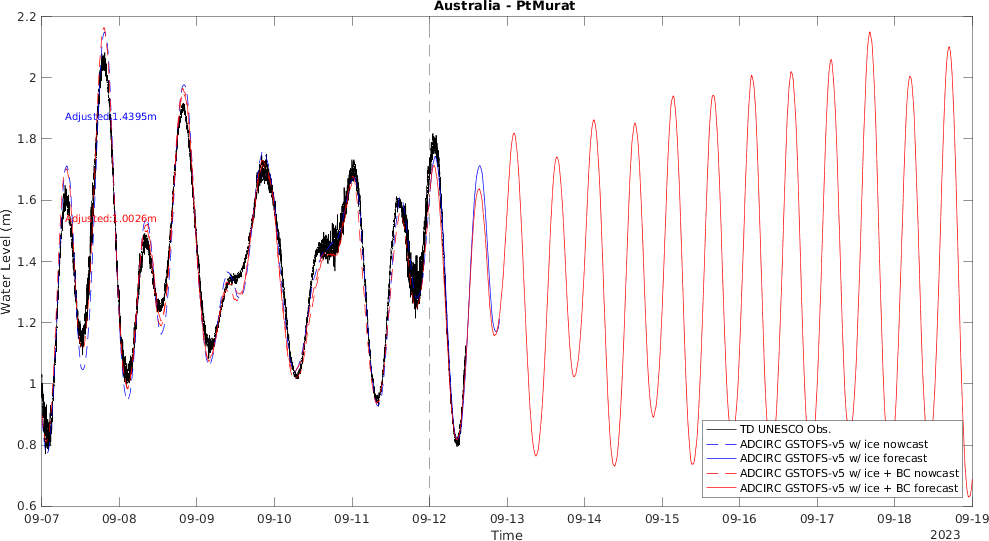 Australia - PtMurat
2.2
2
1.8
1.6
1.4
1.2
1
0.8
0.6
Water Level (m)
Adjusted:1.4395m
Adjusted:1.0026m
TD UNESCO Obs.
ADCIRC GSTOFS-v5 w/ ice nowcast
ADCIRC GSTOFS-v5 w/ ice forecast
ADCIRC GSTOFS-v5 w/ ice + BC nowcast
ADCIRC GSTOFS-v5 w/ ice + BC forecast
09-07 09-08 09-09 09-10 09-11 09-12 09-13 09-14 09-15 09-16 09-17 09-18 09-19
Time
2023